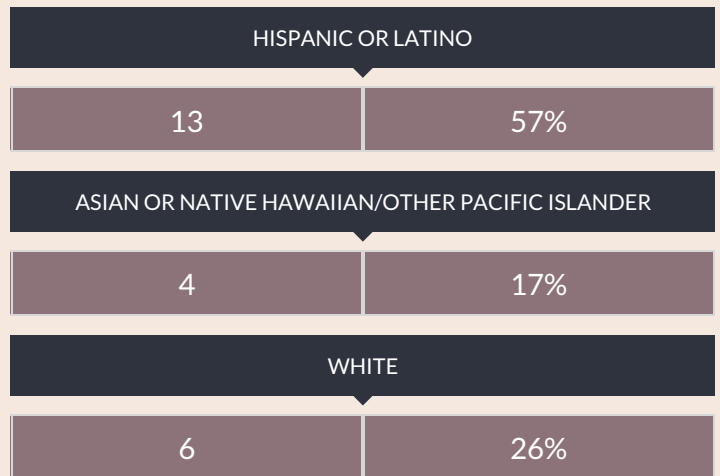 HISPANIC OR LATINO
13 57%
ASIAN OR NATIVE HAWAIIAN/OTHER PACIFIC ISLANDER
4 17%
WHITE
6 26%